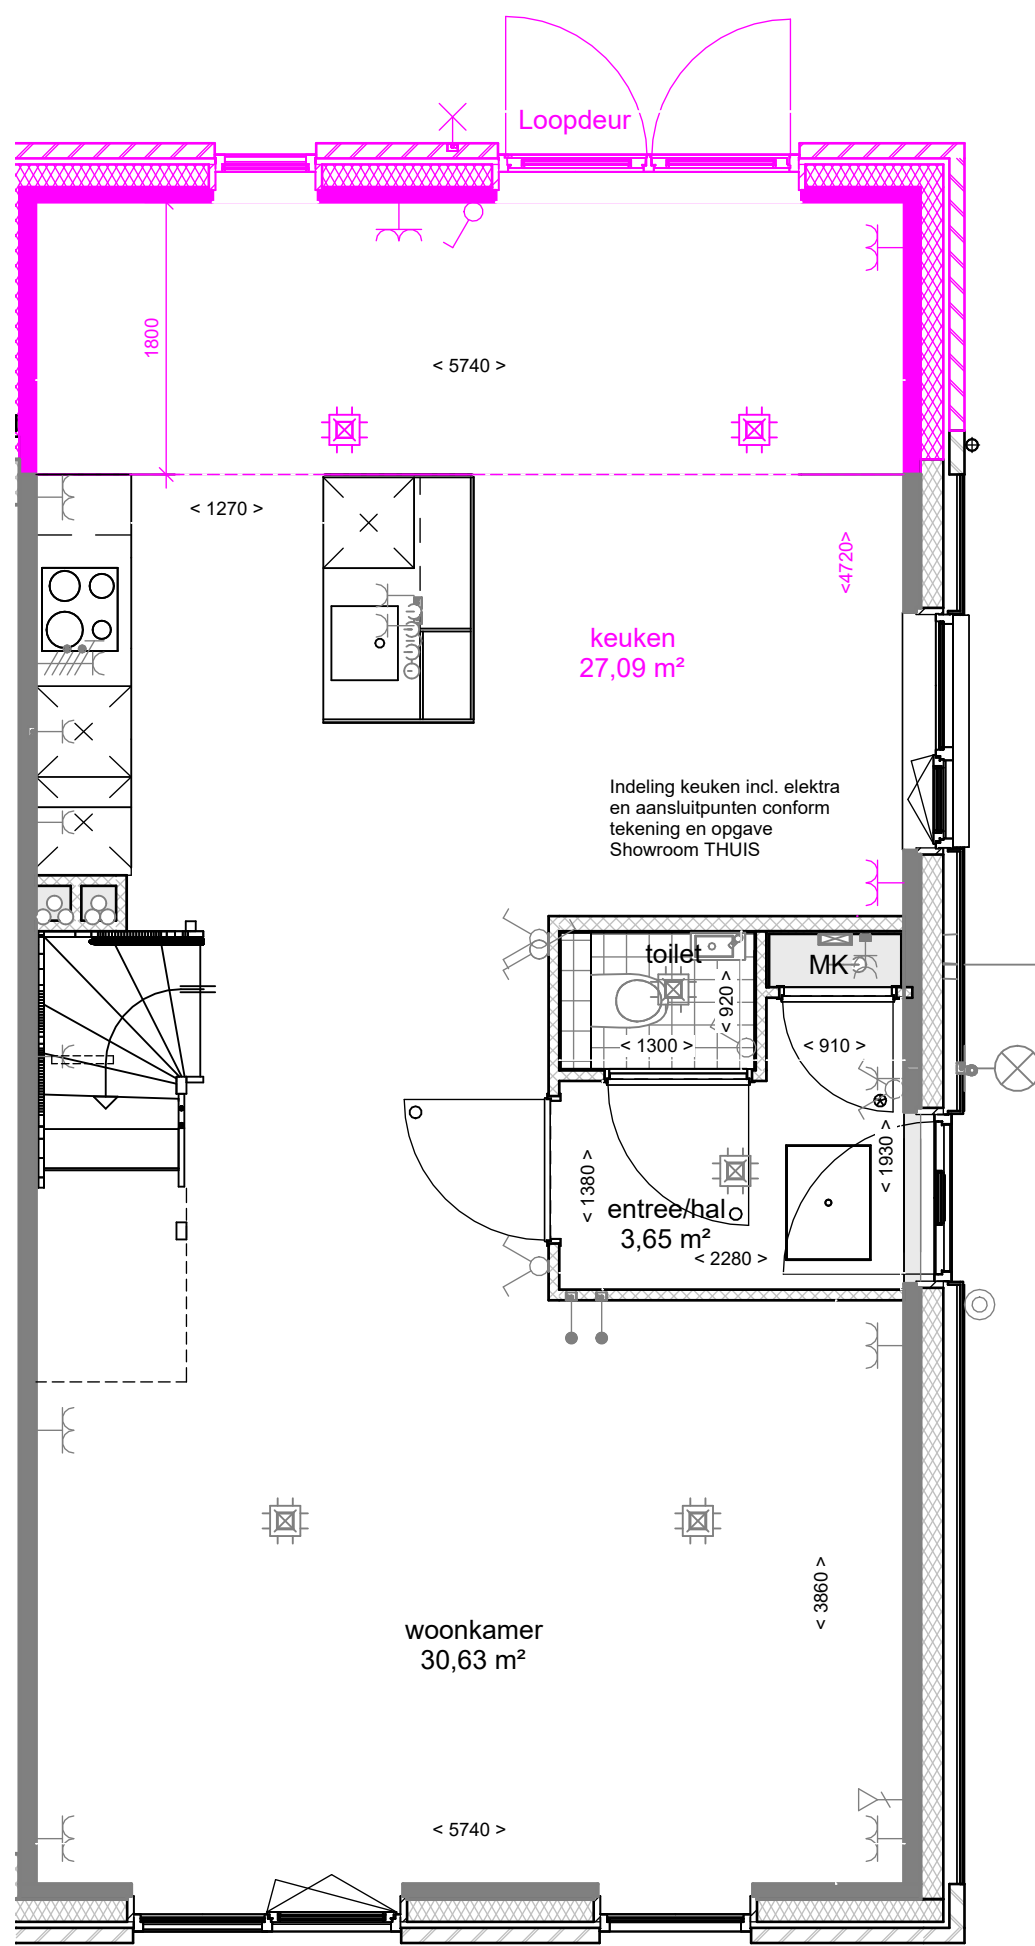 Loopdeur
1800
< 5740 >
< 1270 >
<4720>
keuken
27,09 m²
Indeling keuken incl. elektra
en aansluitpunten conform
tekening en opgave
Showroom THUIS
toilet
MK
< 920 >
< 1300 >
< 910 >
< 1930 >
< 1380 >
entree/hal
3,65 m²
< 2280 >
< 3860 >
woonkamer
30,63 m²
< 5740 >